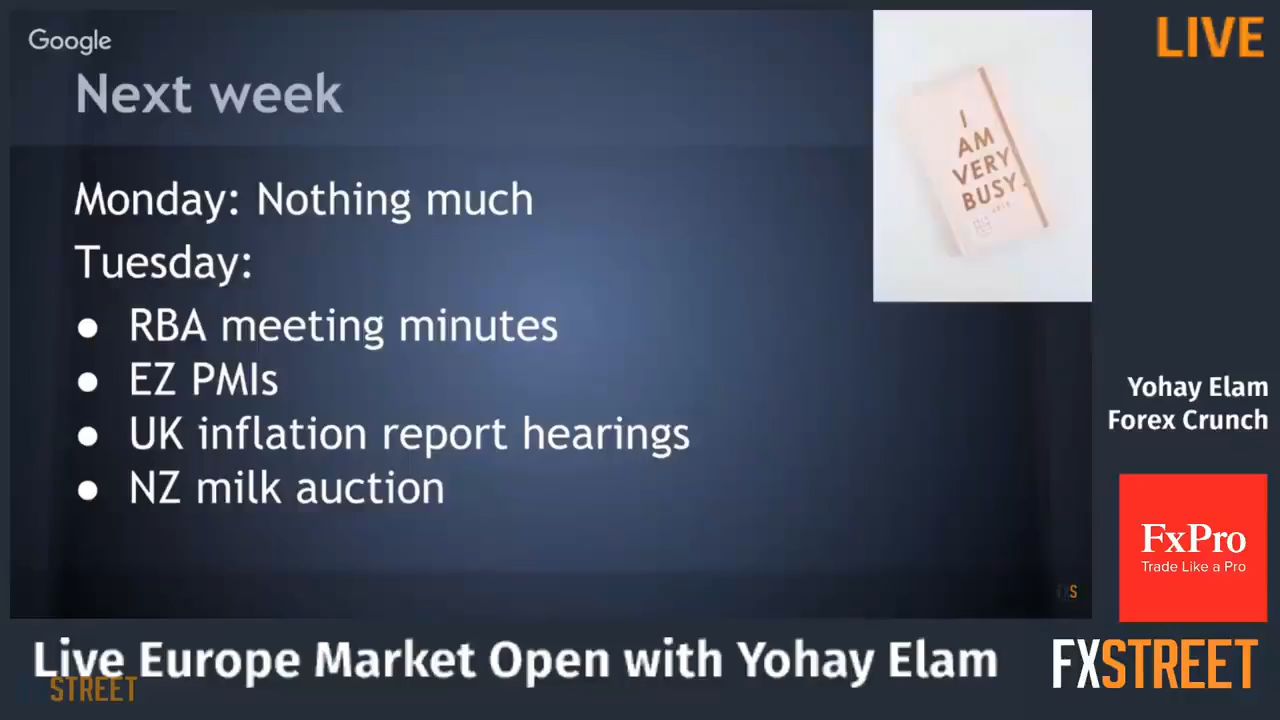 Google
LIVE
Next week
I
AM
VERY
BUSY.
Monday: Nothing much
Tuesday:
● RBA meeting minutes
● EZ PMIs
● UK inflation report hearings
● NZ milk auction
Yohay Elam
Forex Crunch
FxPro
Trade Like a Pro
FXS
Live Europe Market Open with Yohay Elam
STREET
FXSTREET